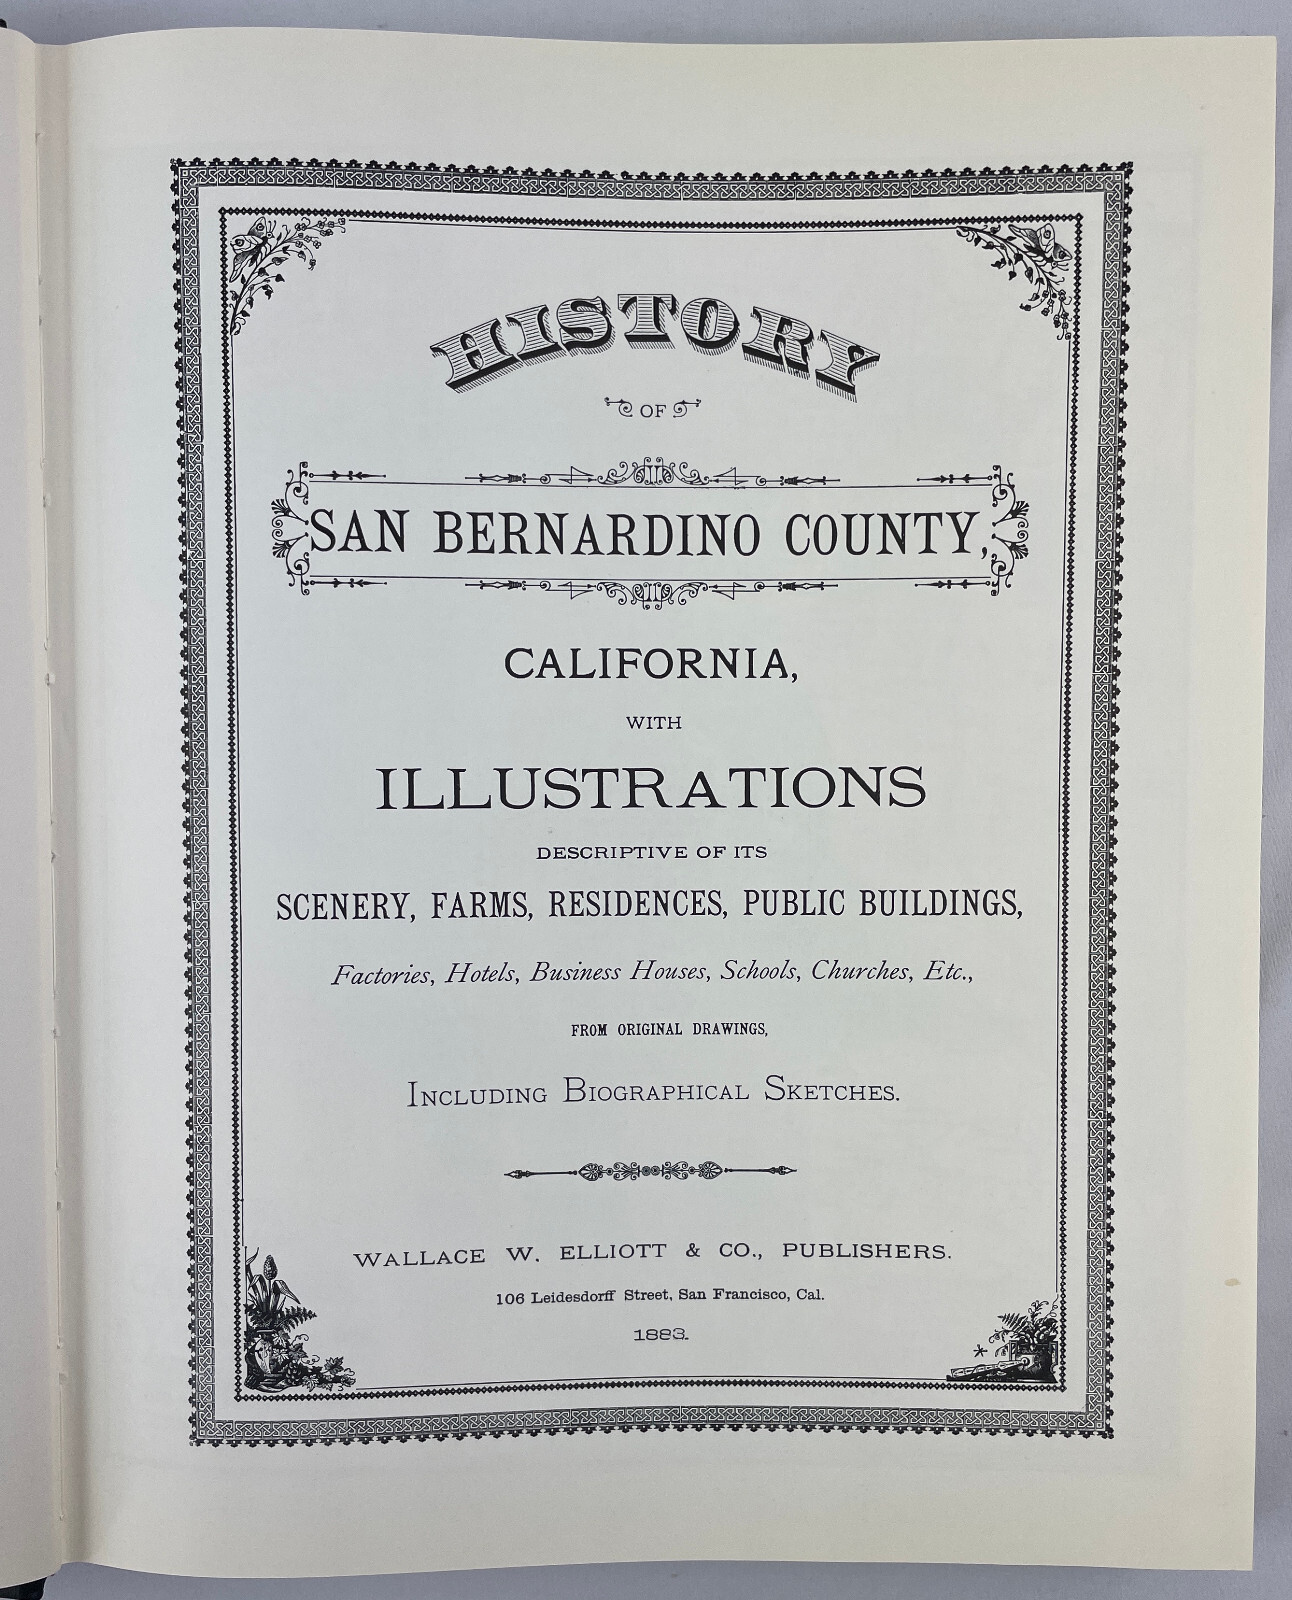 HISTORY
OF
SAN BERNARDINO COUNTY,
CALIFORNIA,
WITH
ILLUSTRATIONS
DESCRIPTIVE OF ITS
SCENERY, FARMS, RESIDENCES, PUBLIC BUILDINGS,
Factories, Hotels, Business Houses, Schools, Churches, Etc.,
FROM ORIGINAL DRAWINGS,
INCLUDING BIOGRAPHICAL SKETCHES.
WALLACE W. ELLIOTT & CO., PUBLISHERS.
106 Leidesdorff Street, San Francisco, Cal.
1883.